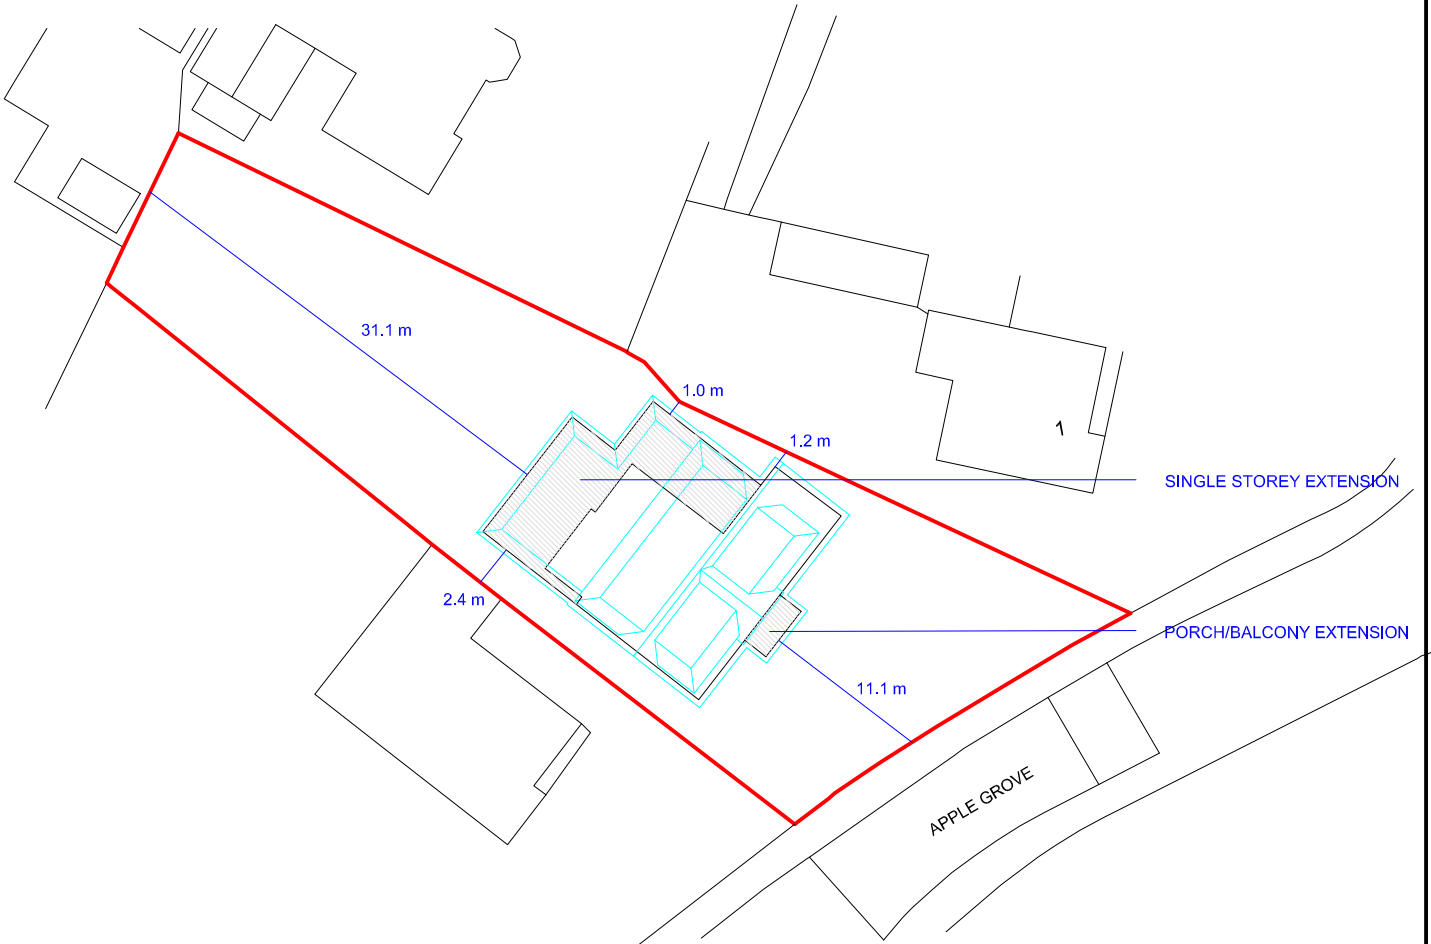 31.1 m
1.0 m
1.2 m
1
SINGLE STOREY EXTENSION
2.4 m
PORCH/BALCONY EXTENSION
11.1 m
APPLE GROVE